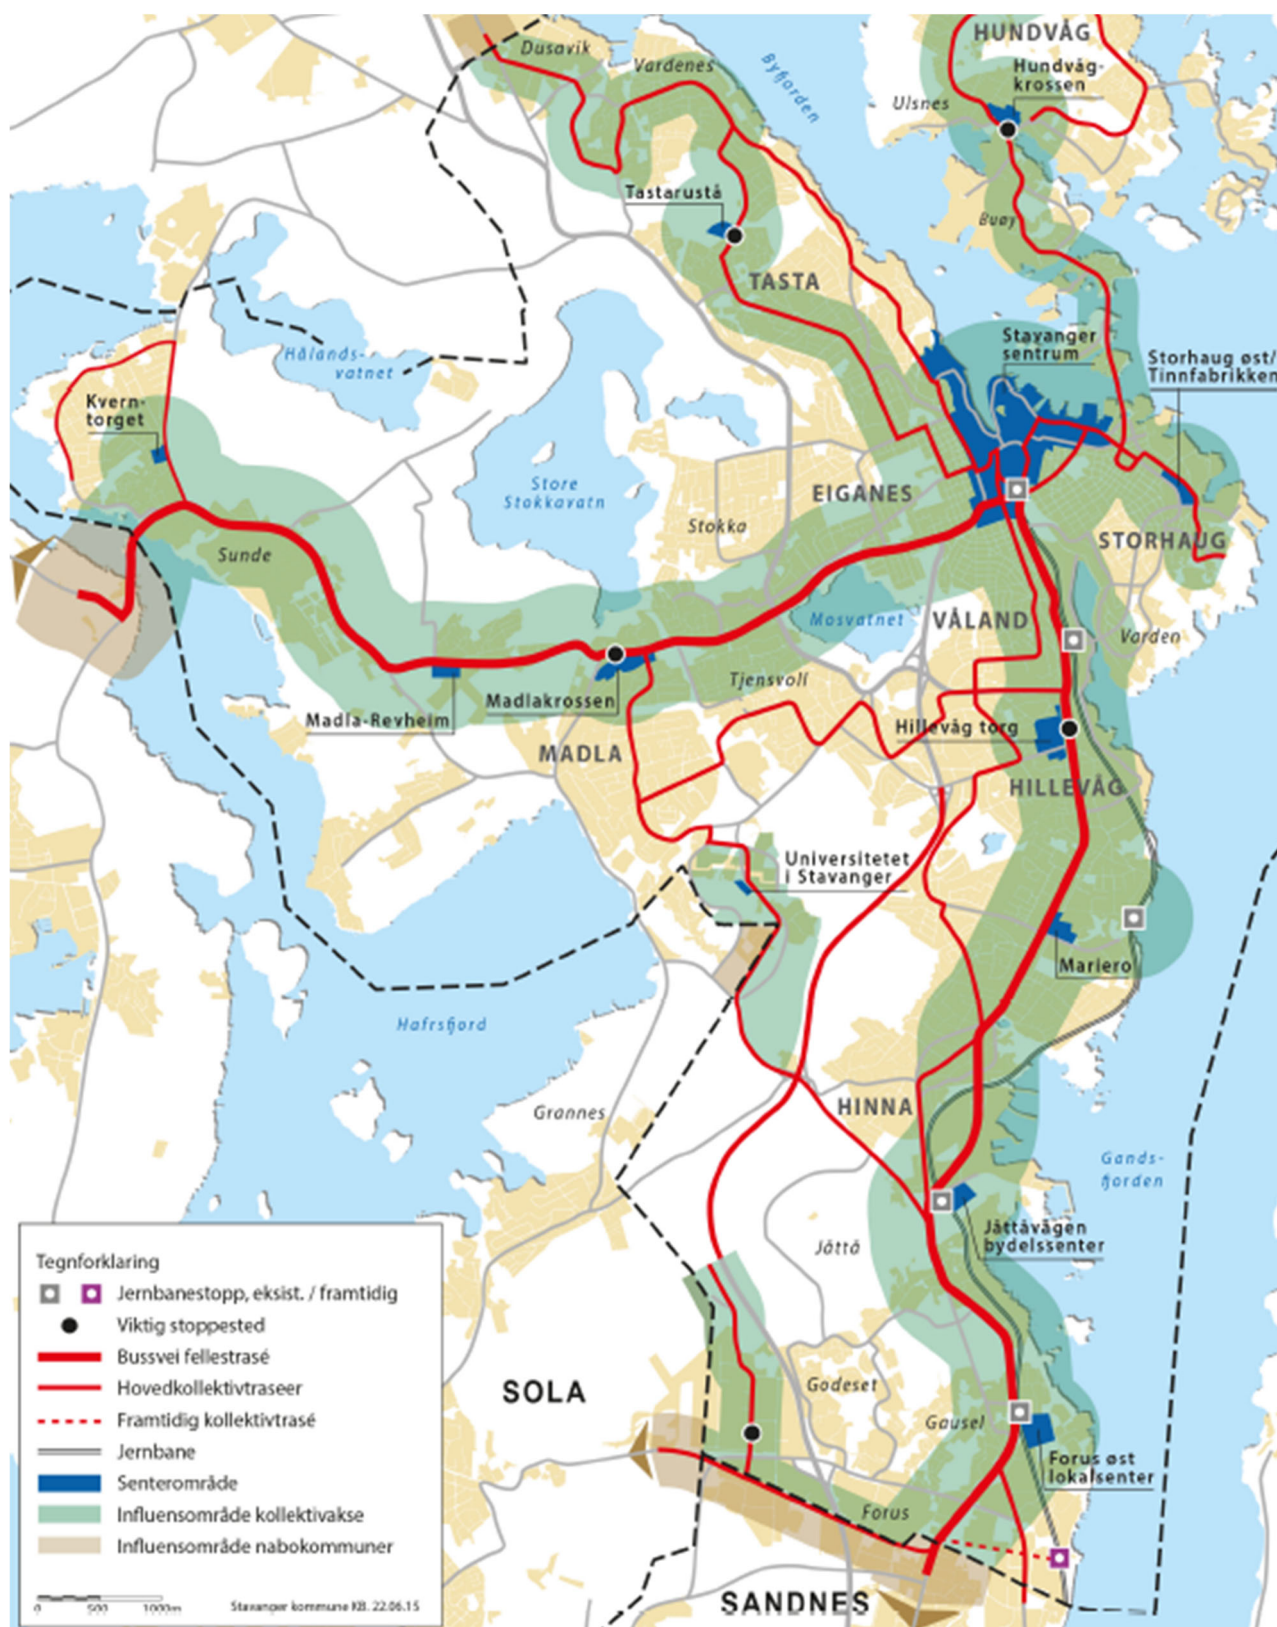 HUNDVÅG
Dusavik
Vardenes
Byfjorden
Hundvåg-
krossen
Ulsnes
Tastarustå
Buøy
TASTA
Stavanger
sentrum
Storhaug øst/
Tinnfabrikken
Hålands-
vatnet
Kvern-
torget
Store
Stokkavatn
EIGANES
Stokka
STORHAUG
Sunde
Mosvatnet
VÅLAND
Varden
Tjensvoll
Madlakrossen
Madla-Revheim
Hillevåg torg
MADLA
HILLEVÅG
Universitetet
i Stavanger
Mariero
Hafrsfjord
Grannes
HINNA
Gands-
fjorden
Jåttåvågen
bydelssenter
Jåttå
Tegnforklaring
Jernbanestopp, eksist. / framtidig
Viktig stoppested
Bussvei fellestrasé
Hovedkollektivtraseer
Framtidig kollektivtrasé
Jernbane
Senterområde
Influensområde kollektivakse
Influensområde nabokommuner
0 500 1000m
Stavanger kommune KB. 22.06.15
SOLA
Godeset
Gausel
Forus øst
lokalsenter
Forus
SANDNES